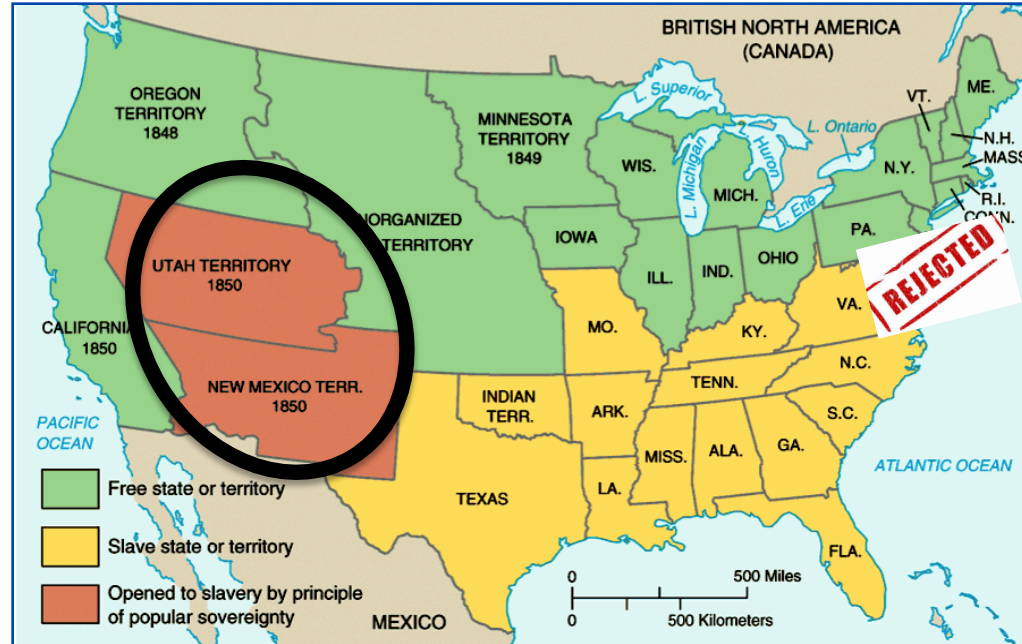 BRITISH NORTH AMERICA
(CANADA)
OREGON
TERRITORY
1848
MINNESOTA
TERRITORY
1849
L. Superior
L. Michigan
Huron
L. Ontario
L. Erie
VT.
ME.
N.H.
MASS
R.I.
CONN.
N.Y.
WIS.
MICH.
PA.
REJECTED
NORGANIZED
TERRITORY
IOWA
ILL.
IND.
OHIO
UTAH TERRITORY
1850
CALIFORNIA
1850
MO.
KY.
VA.
NEW MEXICO TERR.
1850
INDIAN
TERR.
ARK.
TENN.
N.C.
S.C.
MISS.
ALA.
GA.
PACIFIC
OCEAN
ATLANTIC OCEAN
TEXAS
LA.
FLA.
Free state or territory
Slave state or territory
Opened to slavery by principle
of popular sovereignty
MEXICO
0 500 Miles
0 500 Kilometers